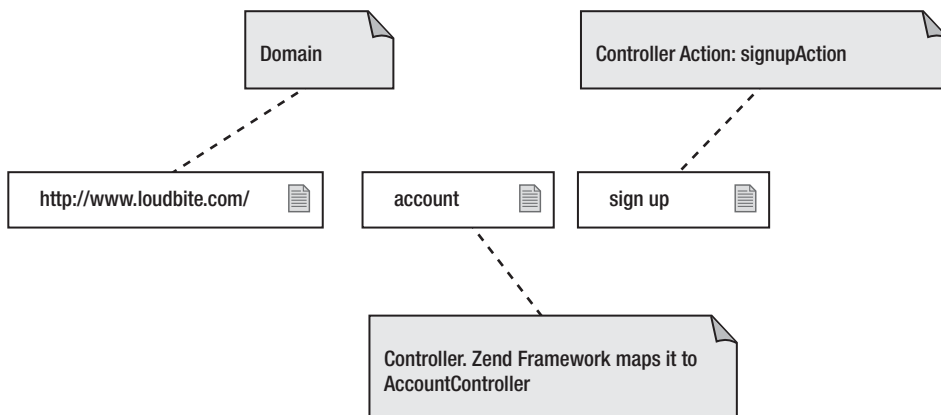 Domain
Controller Action: signupAction
http://www.loudbite.com/
account
sign up
Controller. Zend Framework maps it to
AccountController